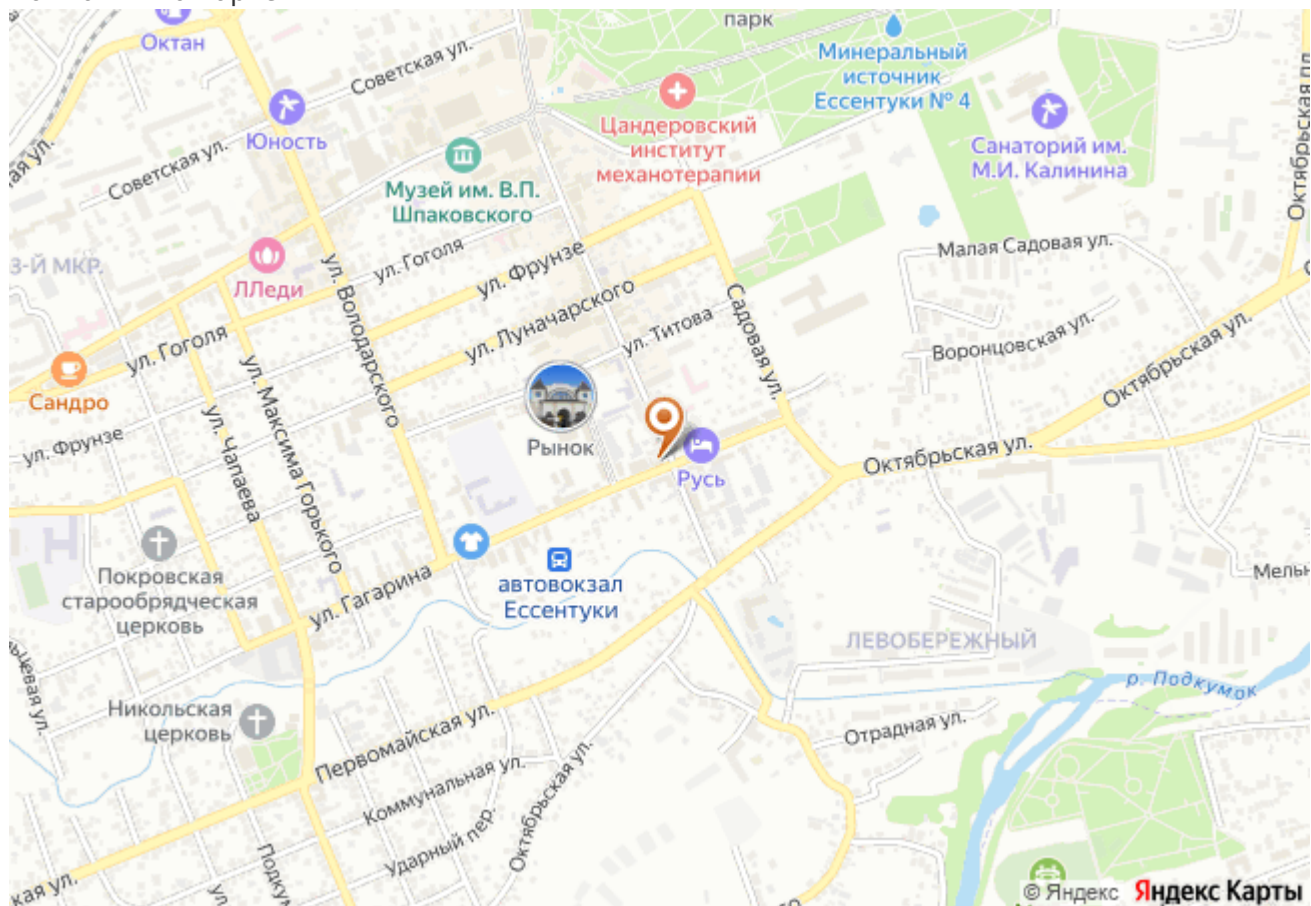 парк
Октан
Советская ул.
Минеральный
источник
Ессентуки № 4
Октябрьская пл.
Юность
Цандеровский
институт
механотерапии
Санаторий им.
М.И. Калинина
Советская ул.
Музей им. В.П.
Шпаковского
Малая Садовая ул.
3-Й МКР.
ЛЛеди
ул. Володарского
ул. Гоголя
ул. Фрунзе
ул. Луначарского
Садовая ул.
ул. Титова
Воронцовская ул.
Октябрьская ул.
ул. Гоголя
Сандро
ул. Фрунзе
ул. Чапаева
ул. Максима Горького
Рынок
Русь
Октябрьская ул.
Покровская
старообрядческая
церковь
ул. Гагарина
автовокзал
Ессентуки
Мельн
ЛЕВОБЕРЕЖНЫЙ
р. Подкумок
Никольская
церковь
Первомайская ул.
Отрадная ул.
Коммунальная ул.
Октябрьская ул.
Ударный пер.
Подкум
кая ул.
© Яндекс Яндекс Карты